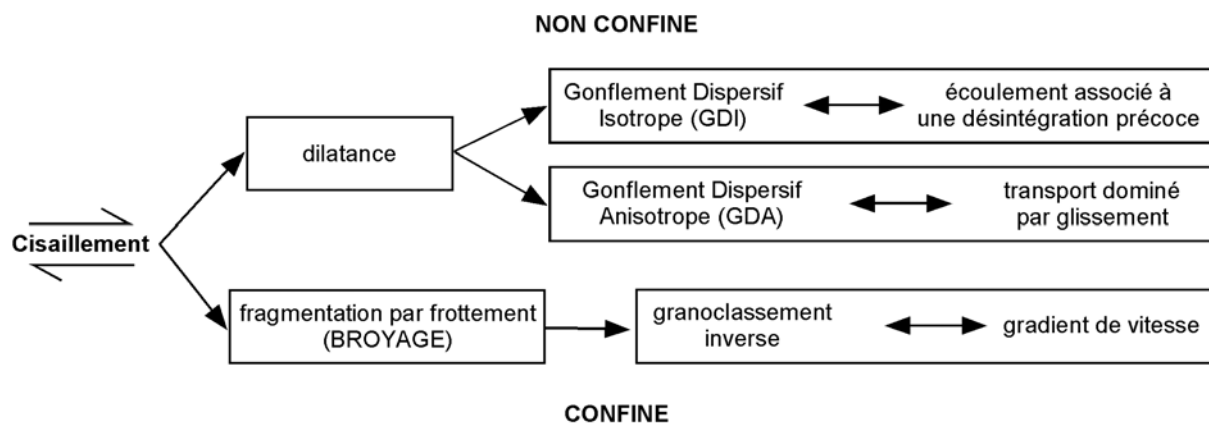 NON CONFINE
Gonflement Dispersif
Isotrope (GDI)
écoulement associé à
une désintégration précoce
dilatance
Gonflement Dispersif
Anisotrope (GDA)
transport dominé
par glissement
Cisaillement
fragmentation par frottement
(BROYAGE)
granoclassement
inverse
gradient de vitesse
CONFINE